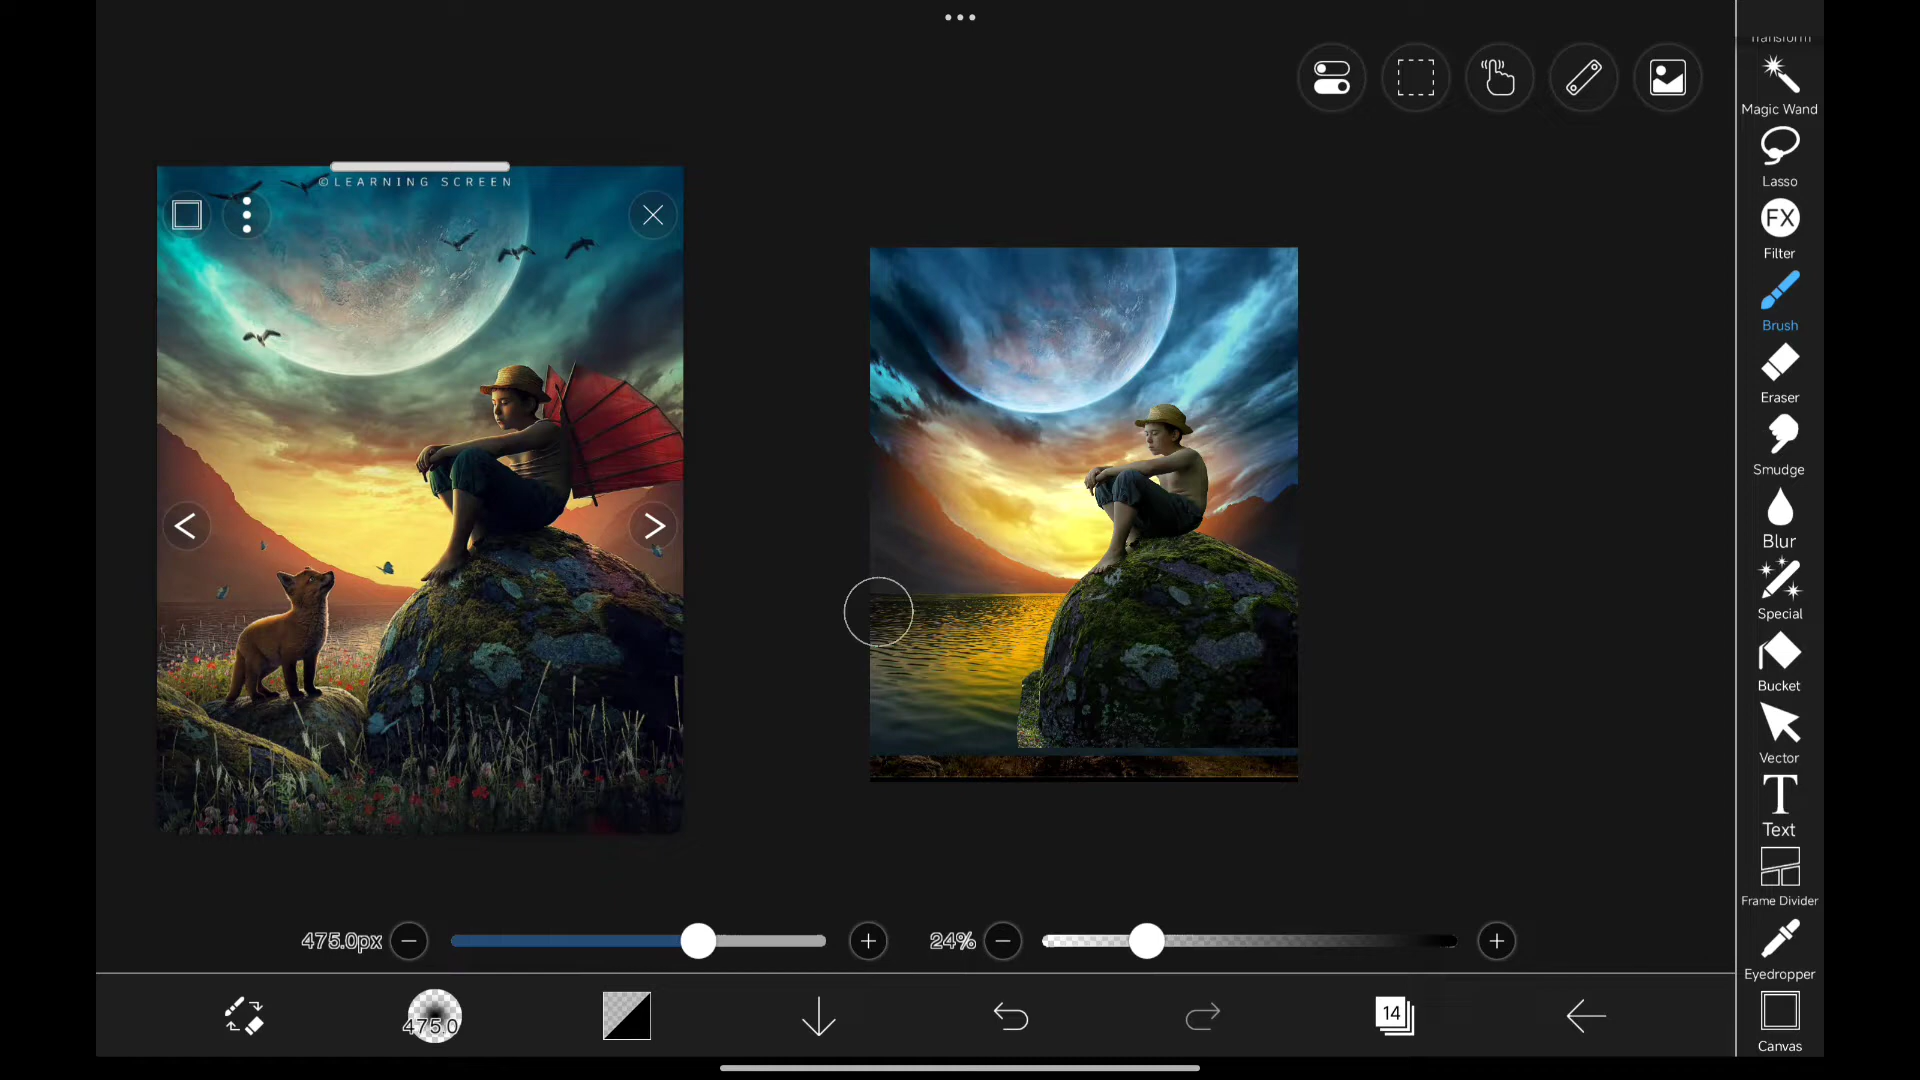 Transform
Magic Wand
©LEARNING SCREEN
Lasso
FX
Filter
Brush
Eraser
Smudge
Blur
Special
Bucket
Vector
T
Text
Frame Divider
475.0px
24%
Eyedropper
475.0
14
Canvas